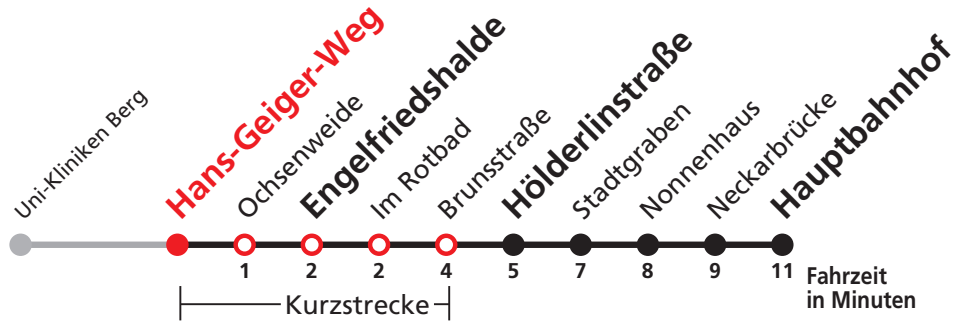 Uni-Kliniken Berg
Hans-Geiger-Weg
Ochsenweide
Engelfriedshalde
Im Rotbad
Brunsstraße
Hölderlinstraße
Stadtgraben
Nonnenhaus
Neckarbrücke
Hauptbahnhof
1 2 2 4 5 7 8 9 11 Fahrzeit
in Minuten
Kurzstrecke